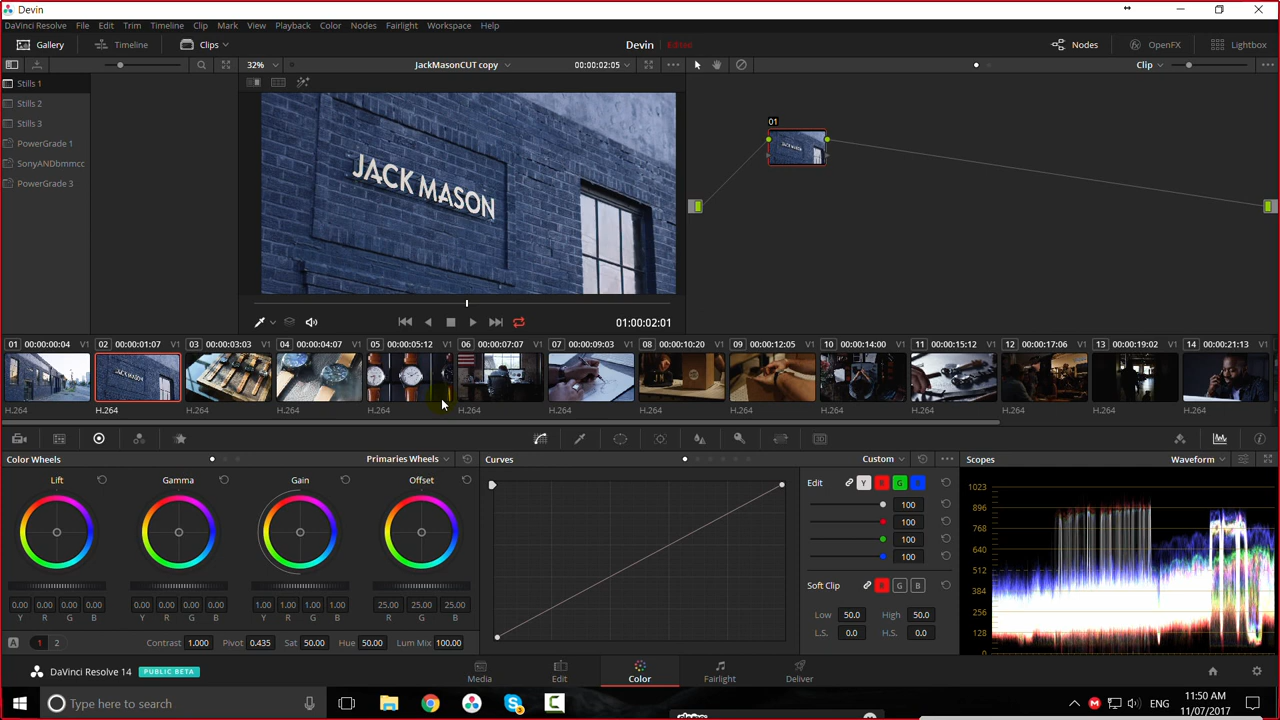 Devin
DaVinci Resolve File Edit Trim Timeline Clip Mark View Playback Color Nodes Fairlight Workspace Help
Gallery Timeline Clips Devin Edited Nodes OpenFX Lightbox
32% JackMasonCUT copy 00:00:02:05 Clip
Stills 1
Stills 2
Stills 3
PowerGrade 1
SonyANDbmmcc
PowerGrade 3
JACK MASON
01
01:00:02:01
01 00:00:00:04 V1 02 00:00:01:07 V1 03 00:00:03:03 V1 04 00:00:04:07 V1 05 00:00:05:12 V1 06 00:00:07:07 V1 07 00:00:09:03 V1 08 00:00:10:20 V1 09 00:00:12:05 V1 10 00:00:14:00 V1 11 00:00:15:12 V1 12 00:00:17:06 V1 13 00:00:19:02 V1 14 00:00:21:13 V1
H.264 H.264 H.264 H.264 H.264 H.264 H.264 H.264 H.264 H.264 H.264 H.264 H.264 H.264
Color Wheels Primaries Wheels Curves Custom Scopes Waveform
Lift Gamma Gain Offset
0.00 0.00 0.00 0.00 0.00 0.00 0.00 0.00 1.00 1.00 1.00 1.00 25.00 25.00 25.00
Y R G B Y R G B Y R G B R G B
A 1 2 Contrast 1.000 Pivot 0.435 Sat 50.00 Hue 50.00 Lum Mix 100.00
Edit Y R G B
100
100
100
100
Soft Clip R G B
Low 50.0 High 50.0
L.S. 0.0 H.S. 0.0
1023
896
768
640
512
384
256
128
0
DaVinci Resolve 14 PUBLIC BETA Media Edit Color Fairlight Deliver
Type here to search ENG 11:50 AM
11/07/2017